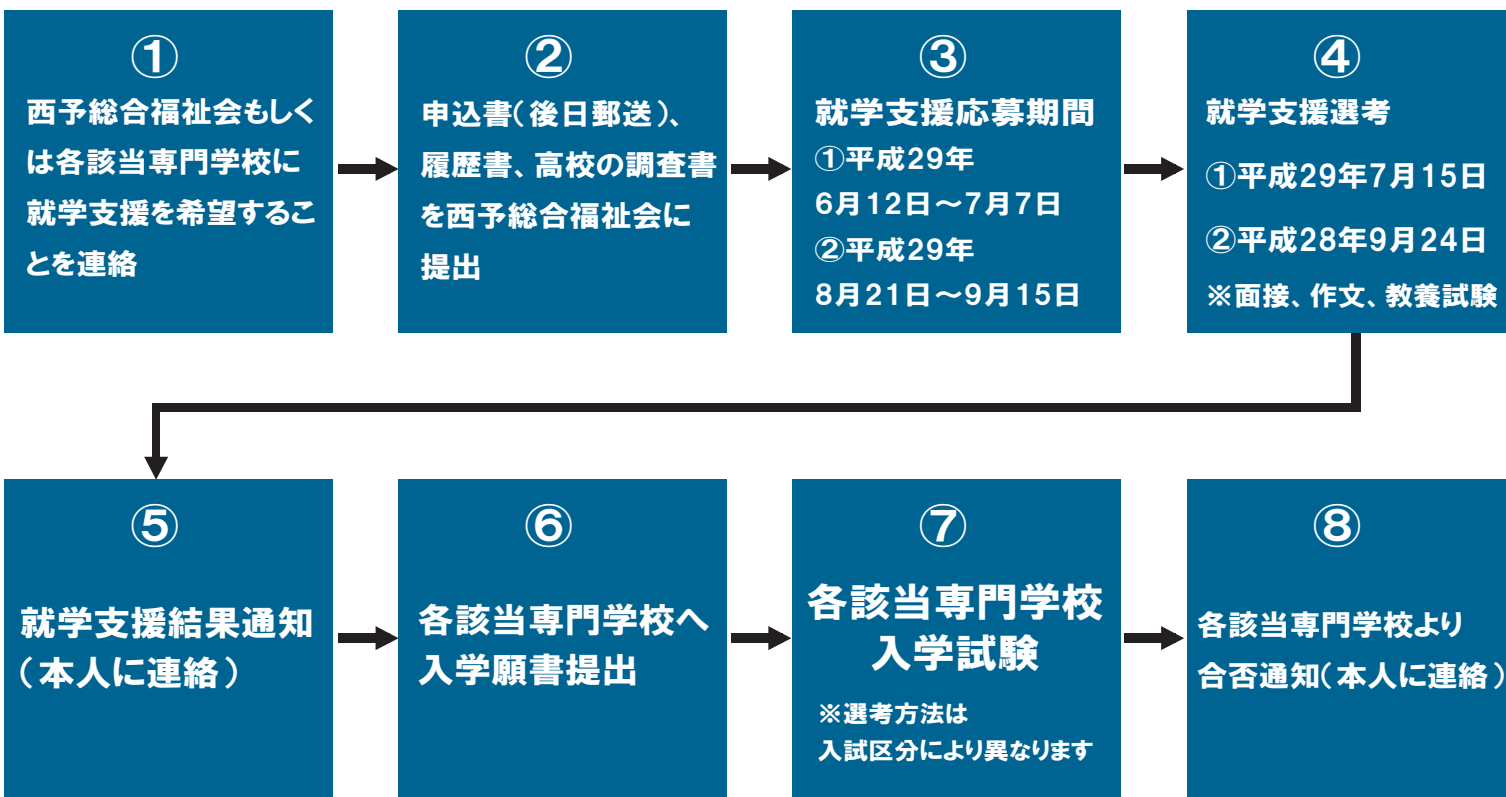 ①
西予総合福祉会もしく
は各該当専門学校に
就学支援を希望するこ
とを連絡
②
申込書(後日郵送)、
履歴書、高校の調査書
を西予総合福祉会に
提出
③
就学支援応募期間
①平成29年
6月12日～7月7日
②平成29年
8月21日～9月15日
④
就学支援選考
①平成29年7月15日
②平成28年9月24日
※面接、作文、教養試験
⑤
就学支援結果通知
(本人に連絡)
⑥
各該当専門学校へ
入学願書提出
⑦
各該当専門学校
入学試験
※選考方法は
入試区分により異なります
⑧
各該当専門学校より
合否通知(本人に連絡)